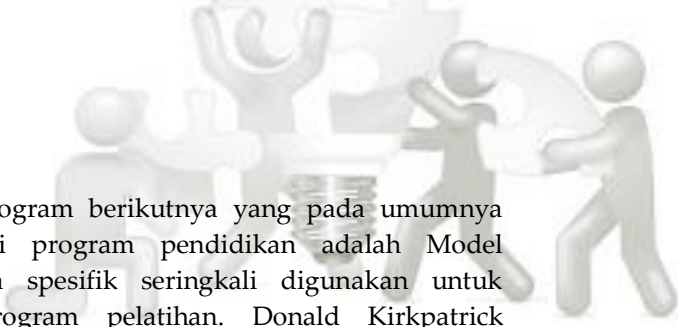 ogram berikutnya yang pada umumnya
i program pendidikan adalah Model
spesifik seringkali digunakan untuk
rogram pelatihan. Donald Kirkpatrick